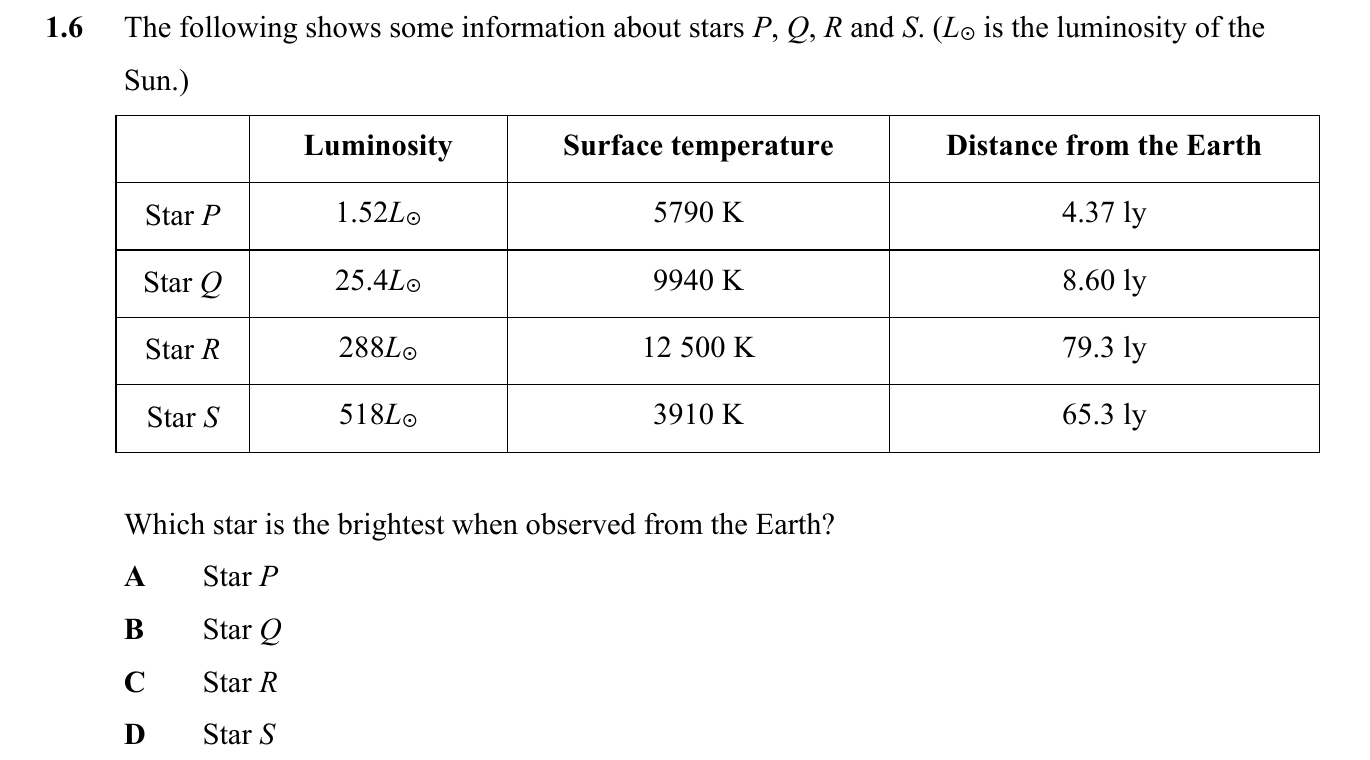 1.6 The following shows some information about stars P, Q, R and S. (L☉ is the luminosity of the
Sun.)
Luminosity Surface temperature Distance from the Earth
Star P 1.52L☉ 5790 K 4.37 ly
Star Q 25.4L☉ 9940 K 8.60 ly
Star R 288L☉ 12 500 K 79.3 ly
Star S 518L☉ 3910 K 65.3 ly
Which star is the brightest when observed from the Earth?
A Star P
B Star Q
C Star R
D Star S